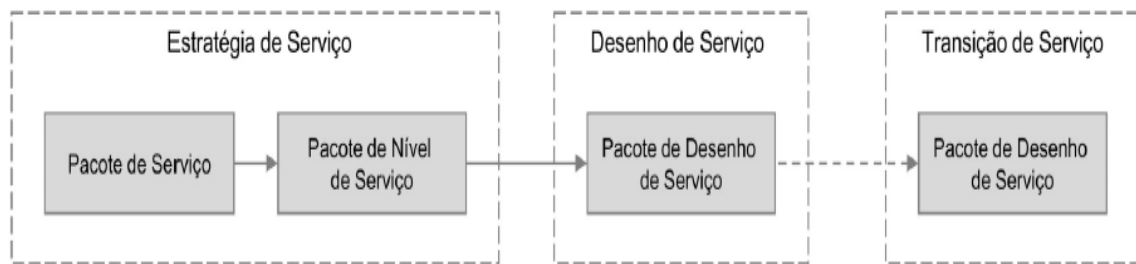 Estratégia de Serviço
Desenho de Serviço
Transição de Serviço
Pacote de Serviço
Pacote de Nível
de Serviço
Pacote de Desenho
de Serviço
Pacote de Desenho
de Serviço